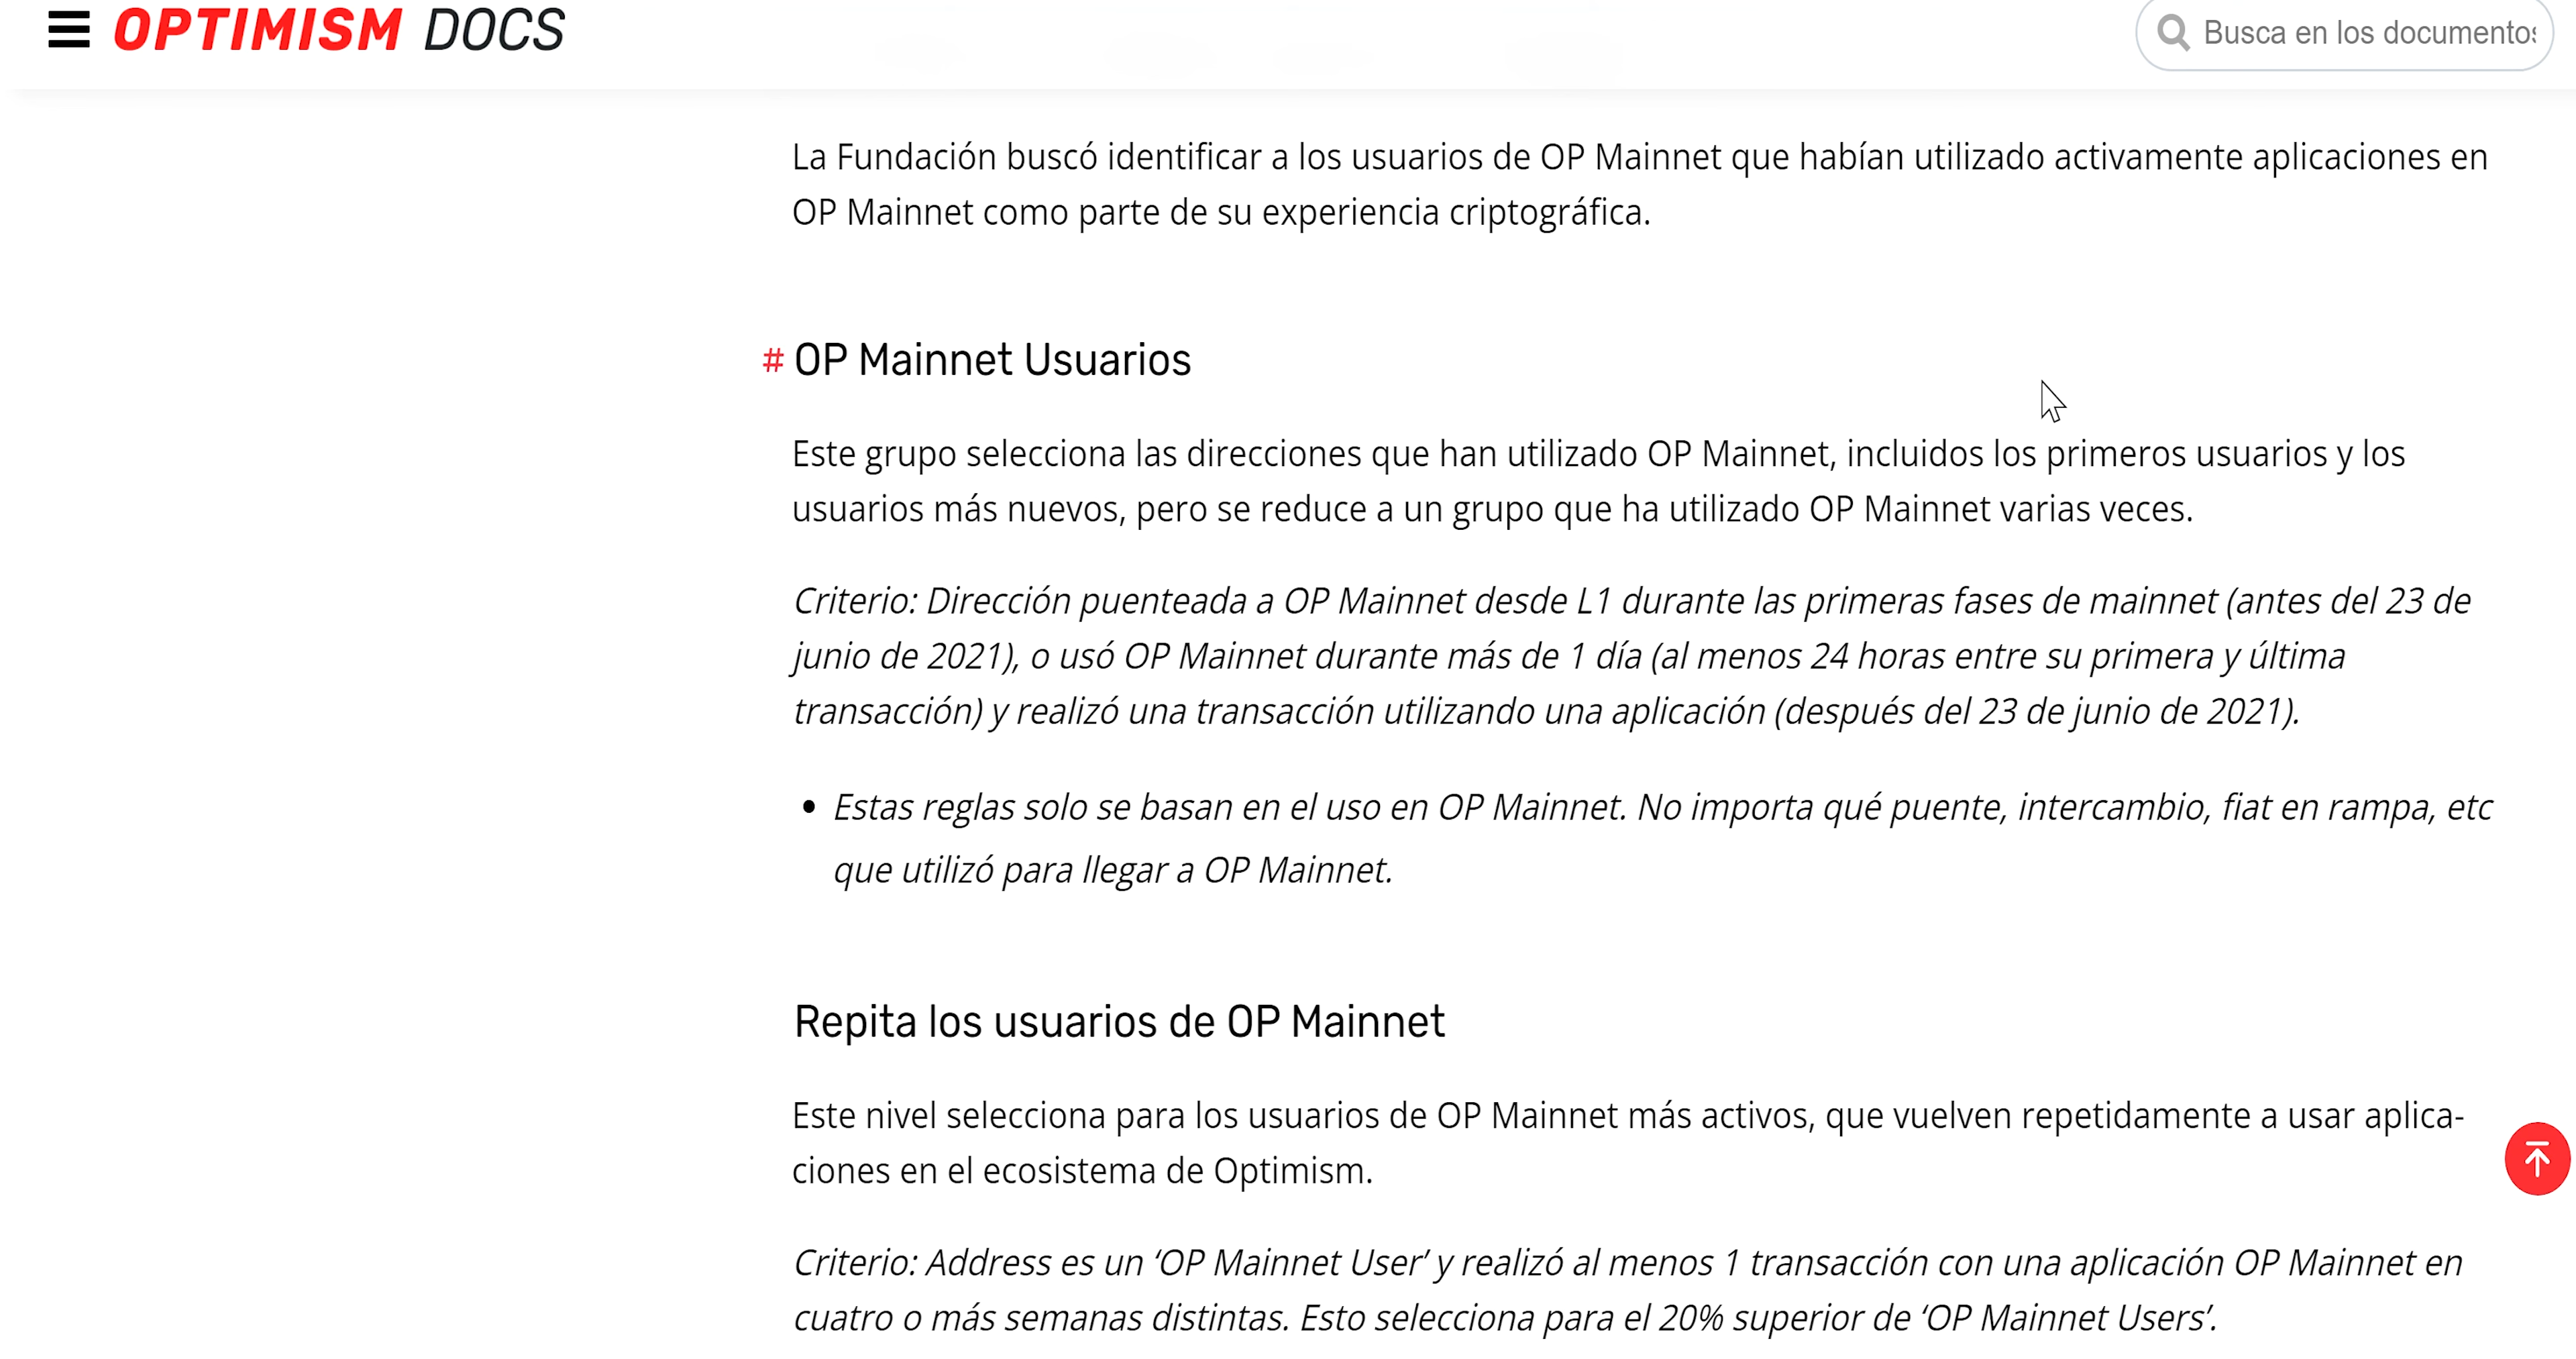 OPTIMISM DOCS
Busca en los documentos
La Fundación buscó identificar a los usuarios de OP Mainnet que habían utilizado activamente aplicaciones en
OP Mainnet como parte de su experiencia criptográfica.
# OP Mainnet Usuarios
Este grupo selecciona las direcciones que han utilizado OP Mainnet, incluidos los primeros usuarios y los
usuarios más nuevos, pero se reduce a un grupo que ha utilizado OP Mainnet varias veces.
Criterio: Dirección puenteada a OP Mainnet desde L1 durante las primeras fases de mainnet (antes del 23 de
junio de 2021), o usó OP Mainnet durante más de 1 día (al menos 24 horas entre su primera y última
transacción) y realizó una transacción utilizando una aplicación (después del 23 de junio de 2021).
• Estas reglas solo se basan en el uso en OP Mainnet. No importa qué puente, intercambio, fiat en rampa, etc
que utilizó para llegar a OP Mainnet.
Repita los usuarios de OP Mainnet
Este nivel selecciona para los usuarios de OP Mainnet más activos, que vuelven repetidamente a usar aplica-
ciones en el ecosistema de Optimism.
Criterio: Address es un ‘OP Mainnet User’ y realizó al menos 1 transacción con una aplicación OP Mainnet en
cuatro o más semanas distintas. Esto selecciona para el 20% superior de ‘OP Mainnet Users’.